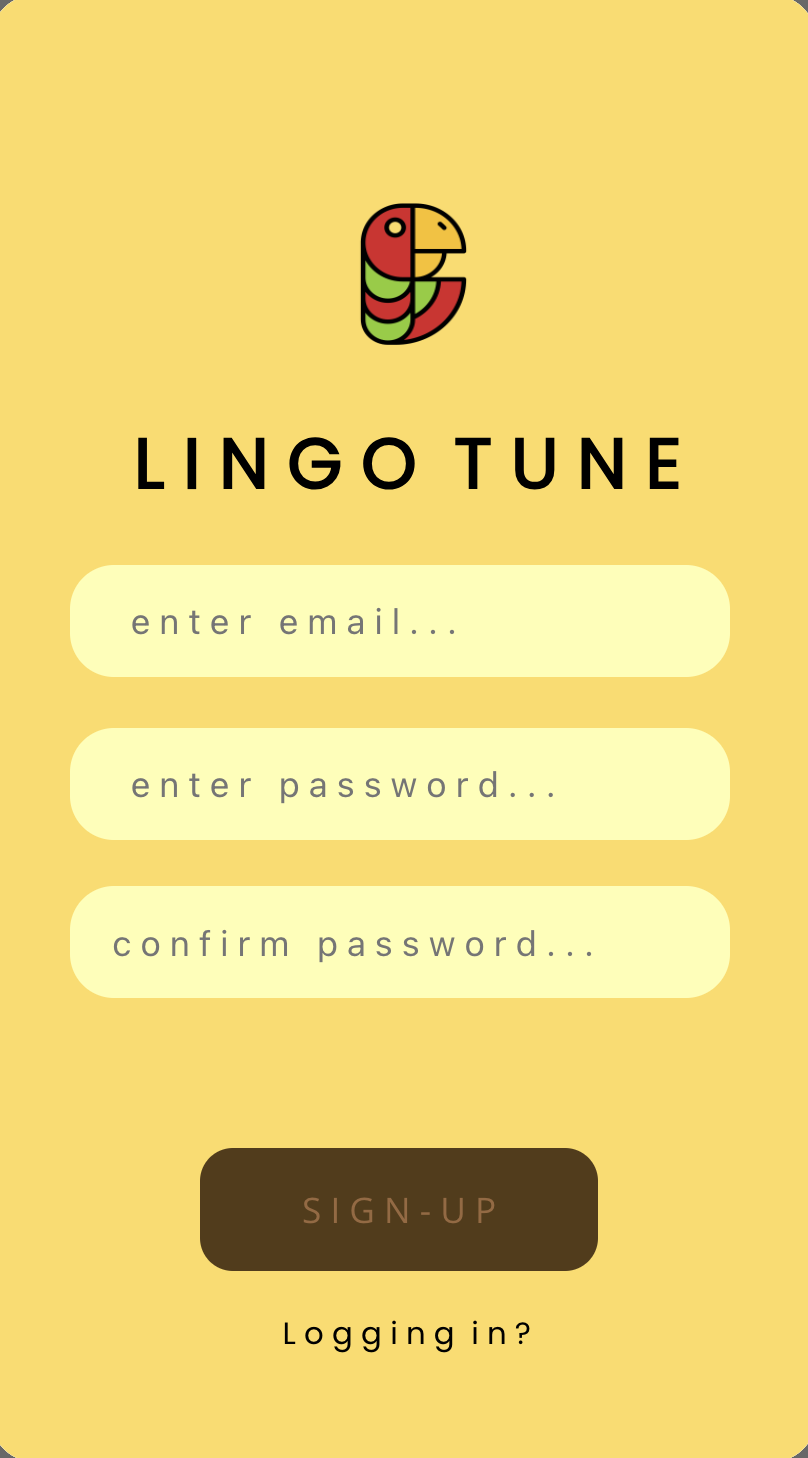 LINGO TUNE
enter email...
enter password...
confirm password...
SIGN-UP
Logging in?